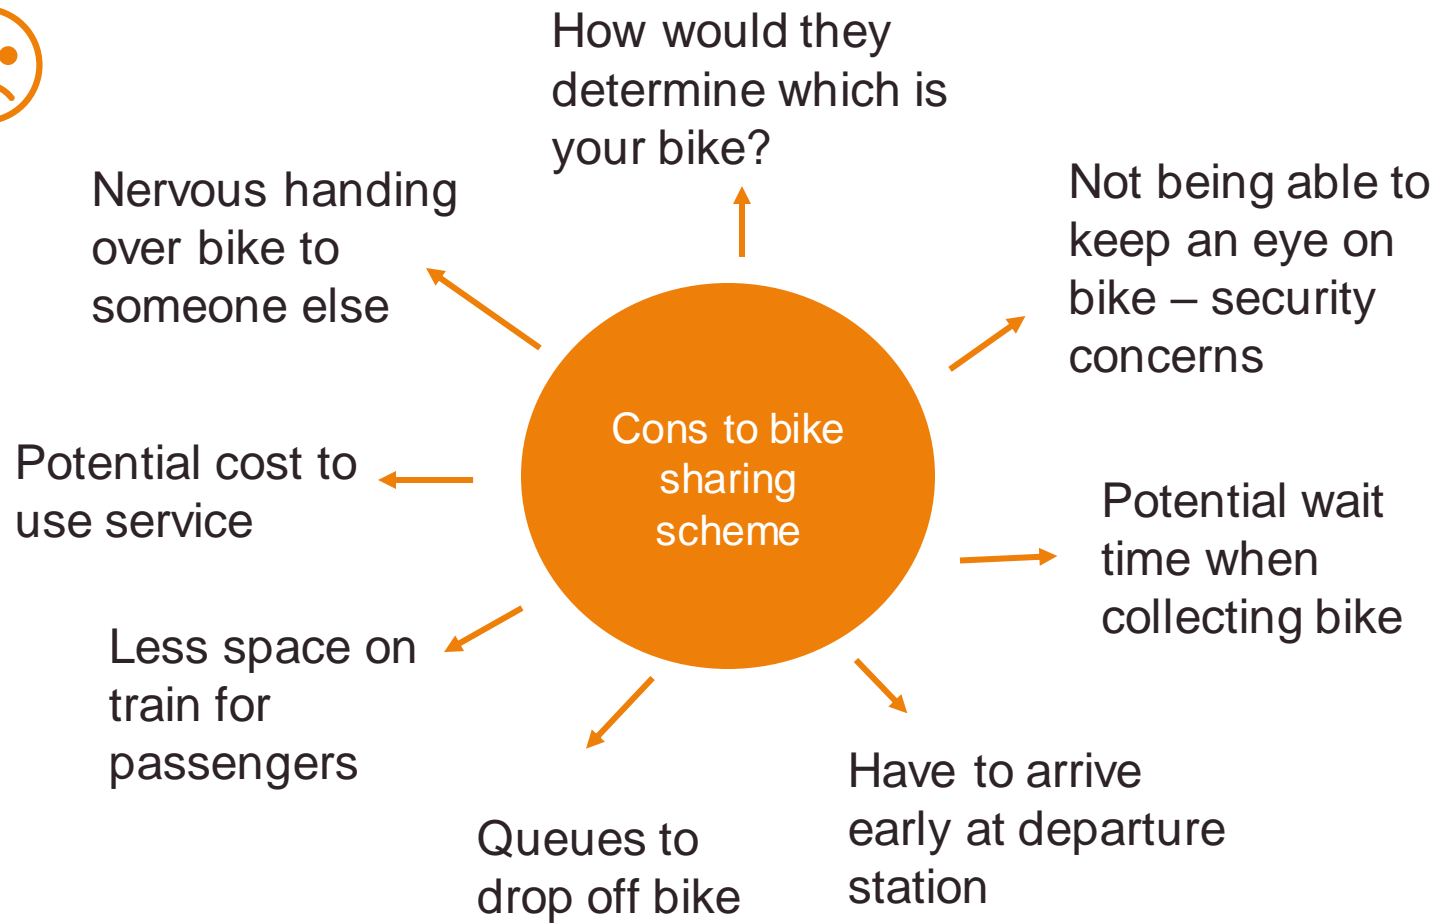 How would they
determine which is
your bike?
Nervous handing
over bike to
someone else
Not being able to
keep an eye on
bike – security
concerns
Cons to bike
sharing
scheme
Potential cost to
use service
Potential wait
time when
collecting bike
Less space on
train for
passengers
Have to arrive
early at departure
station
Queues to
drop off bike